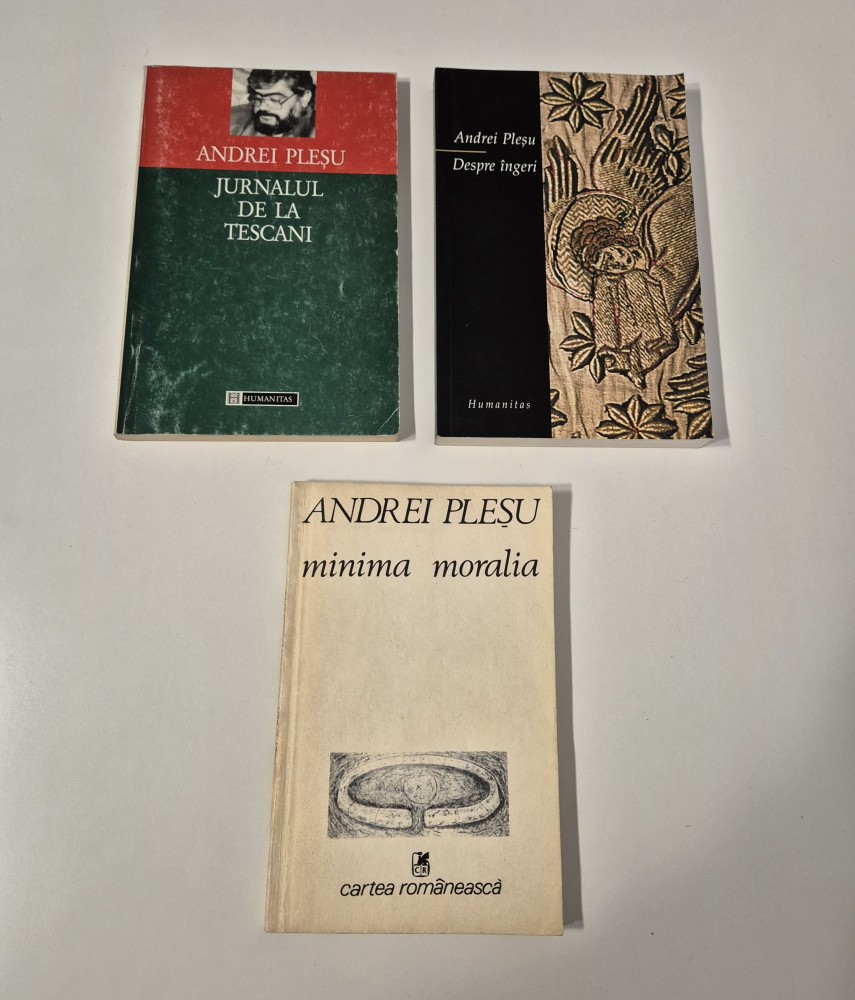 ANDREI PLEȘU
JURNALUL
DE LA
TESCANI
H HUMANITAS
Andrei Pleșu
Despre îngeri
Humanitas
ANDREI PLEȘU
minima moralia
CR
cartea românească